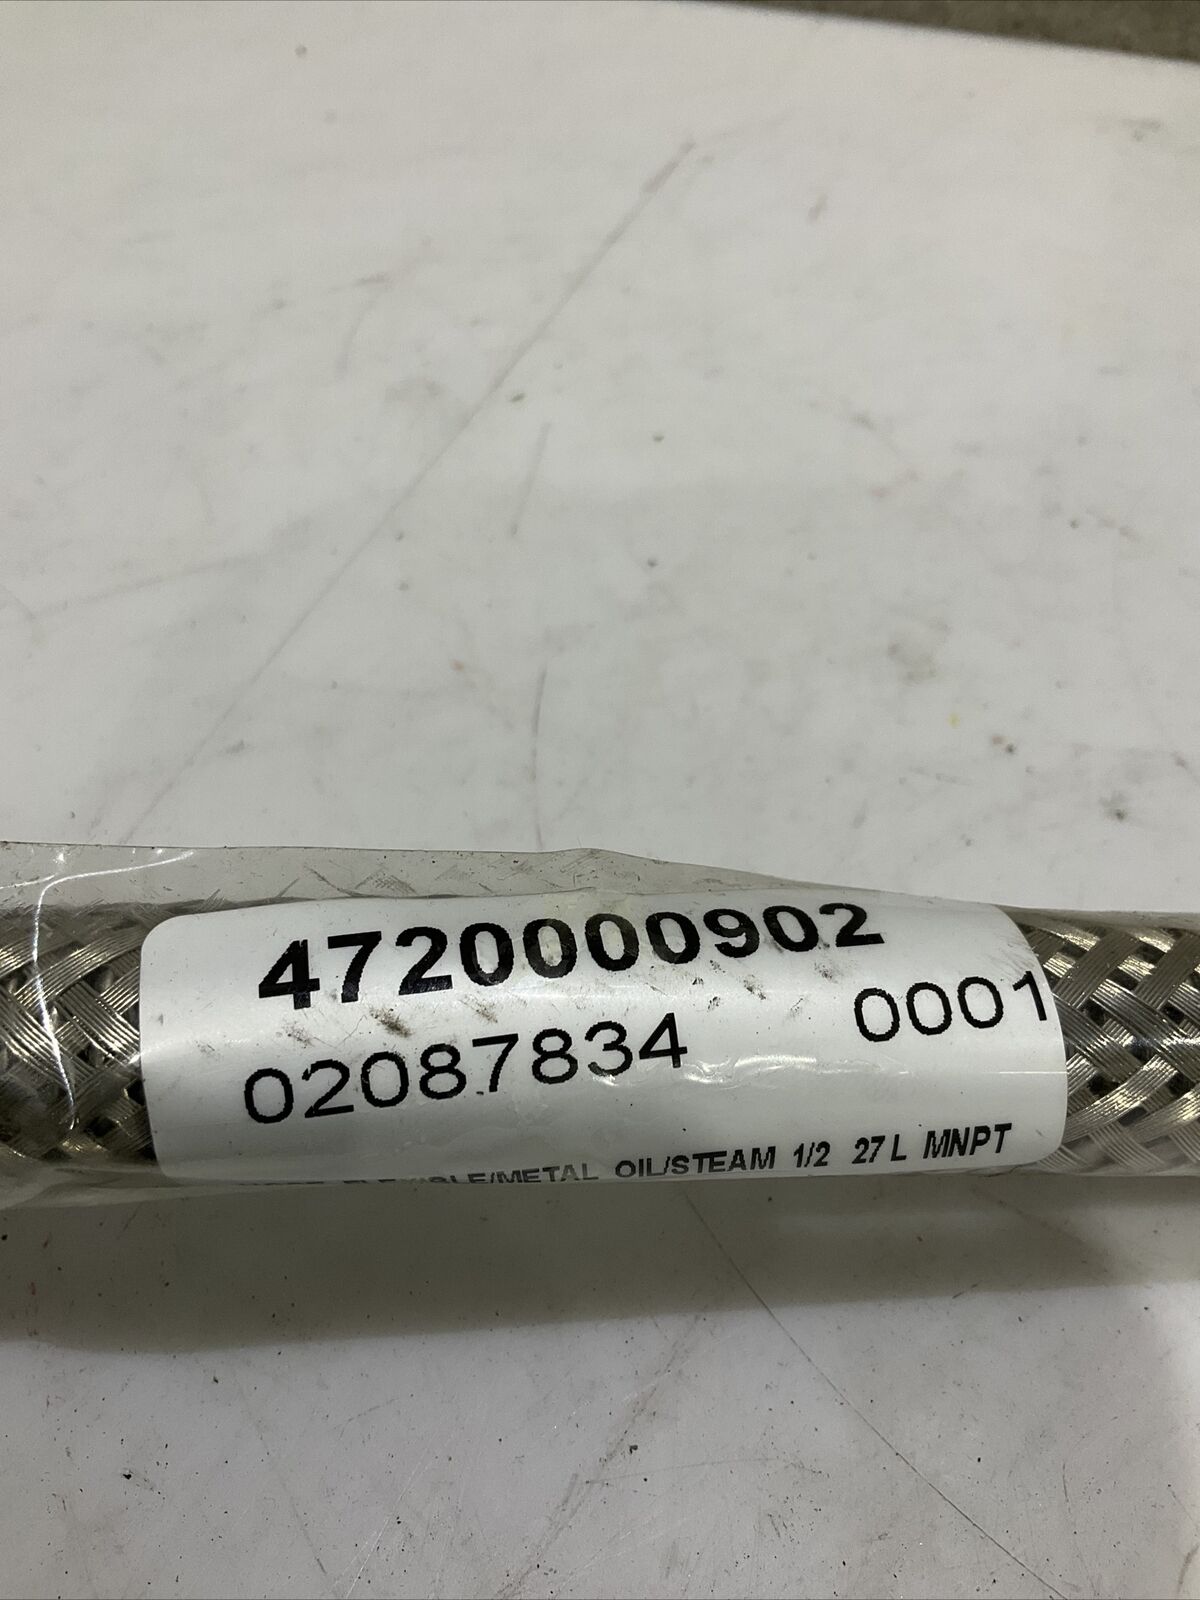 4720000902
02087834 0001
FLEXIBLE/METAL OIL/STEAM 1/2 27 L MNPT